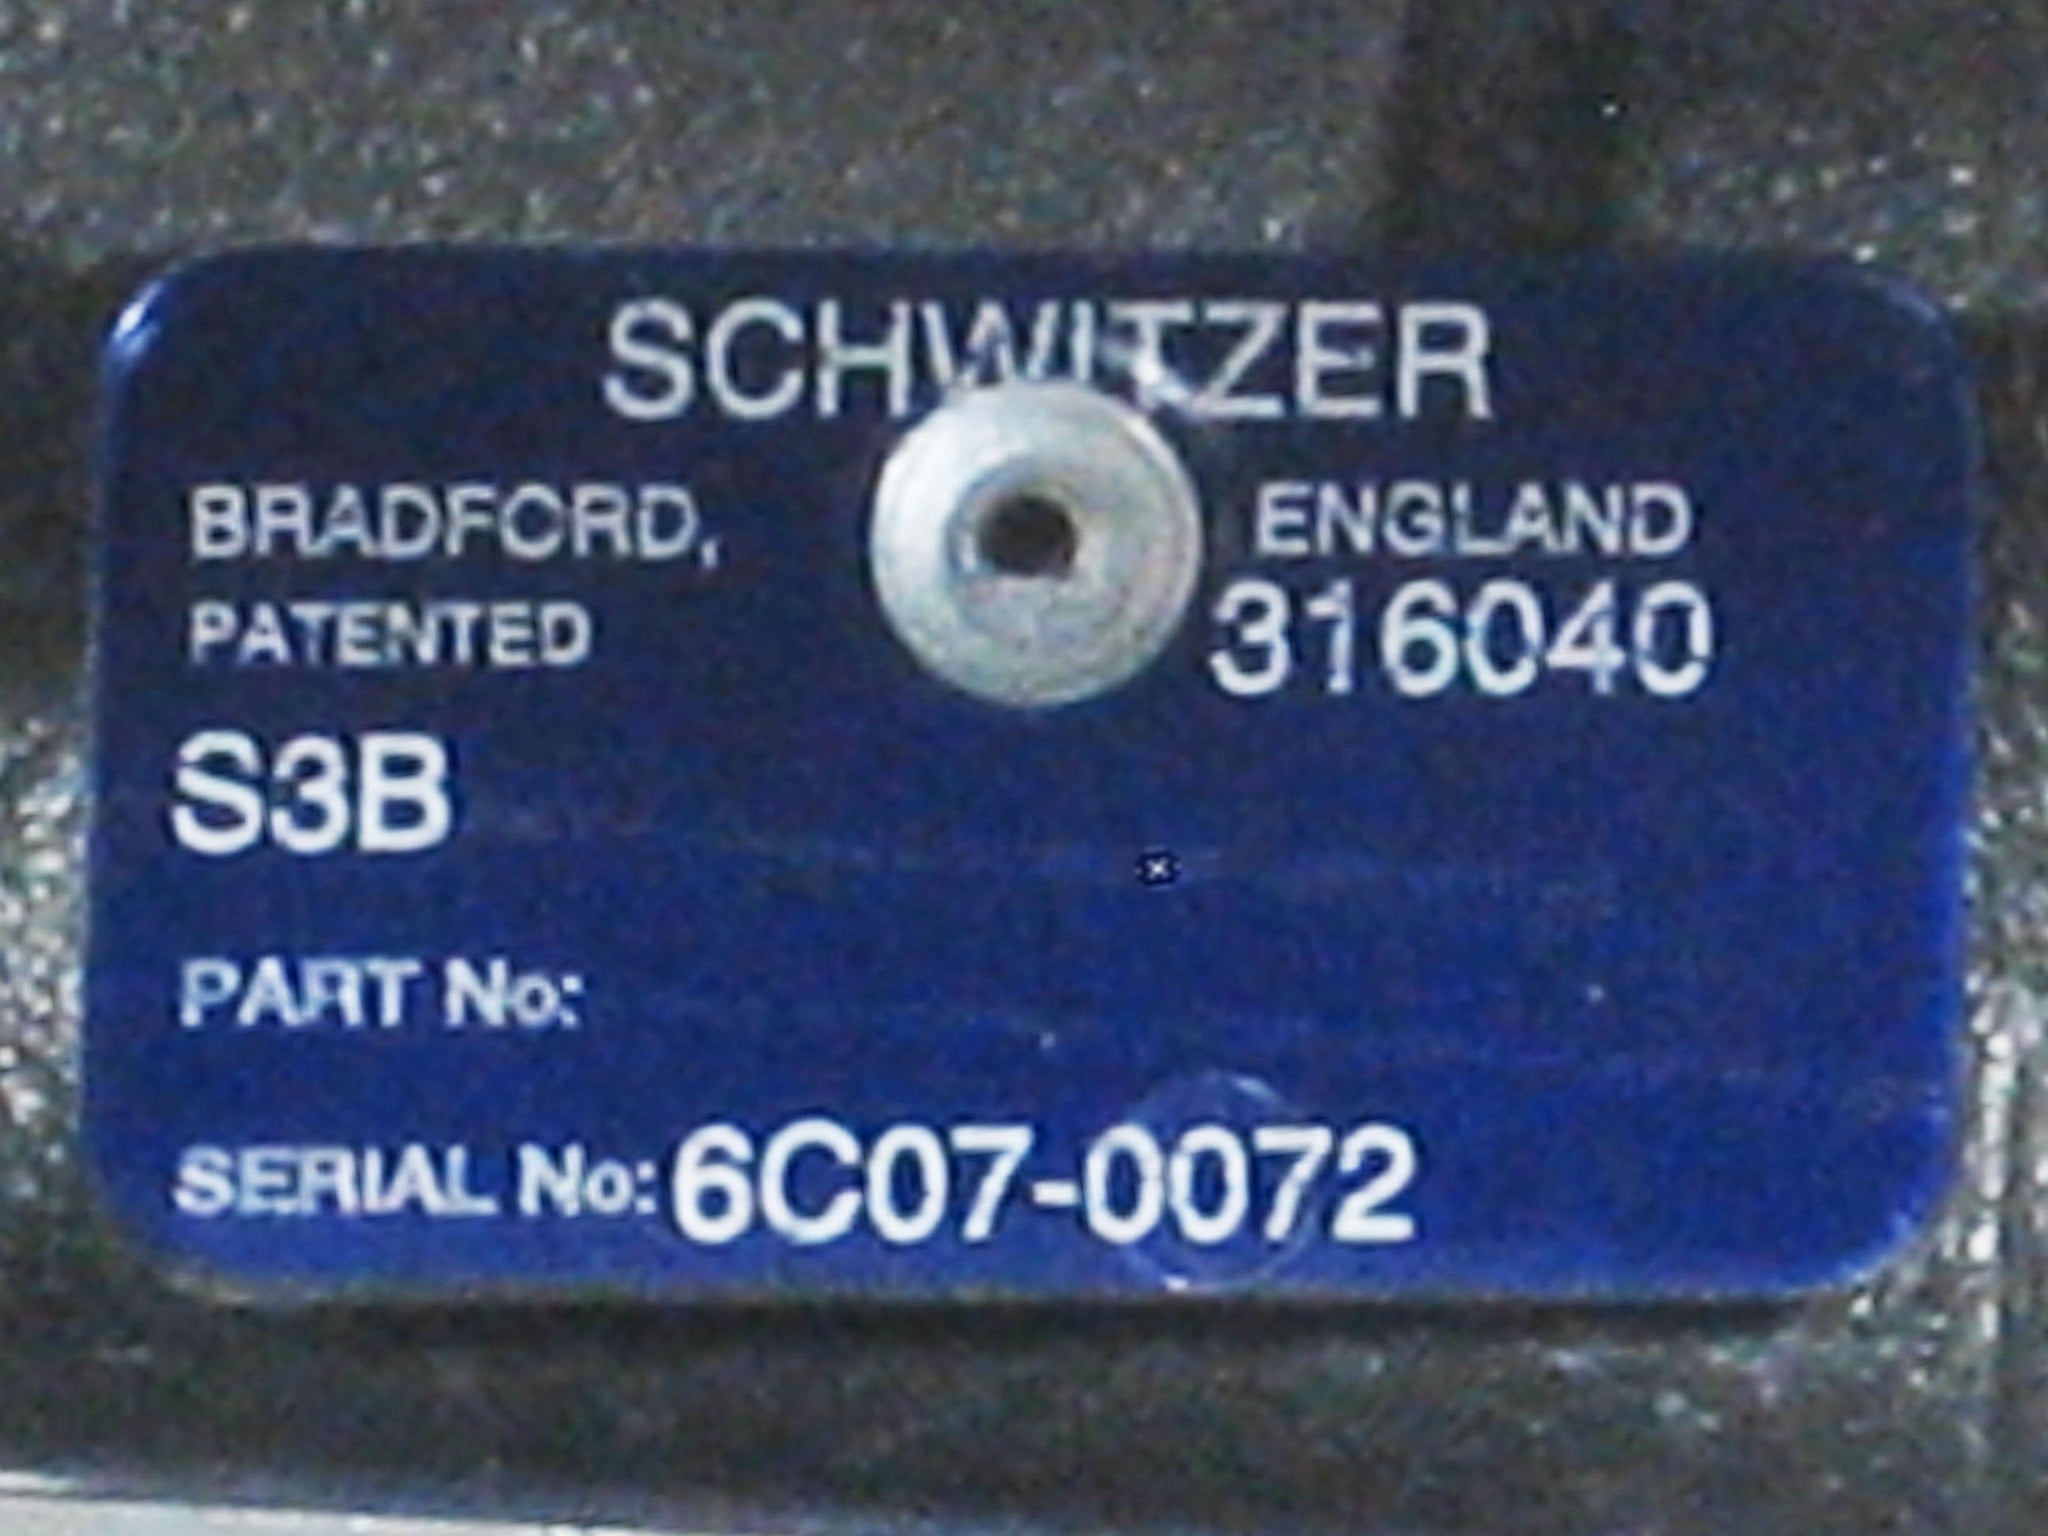 SCHWITZER
BRADFORD, ENGLAND
PATENTED 316040
S3B
PART No:
SERIAL No: 6C07-0072